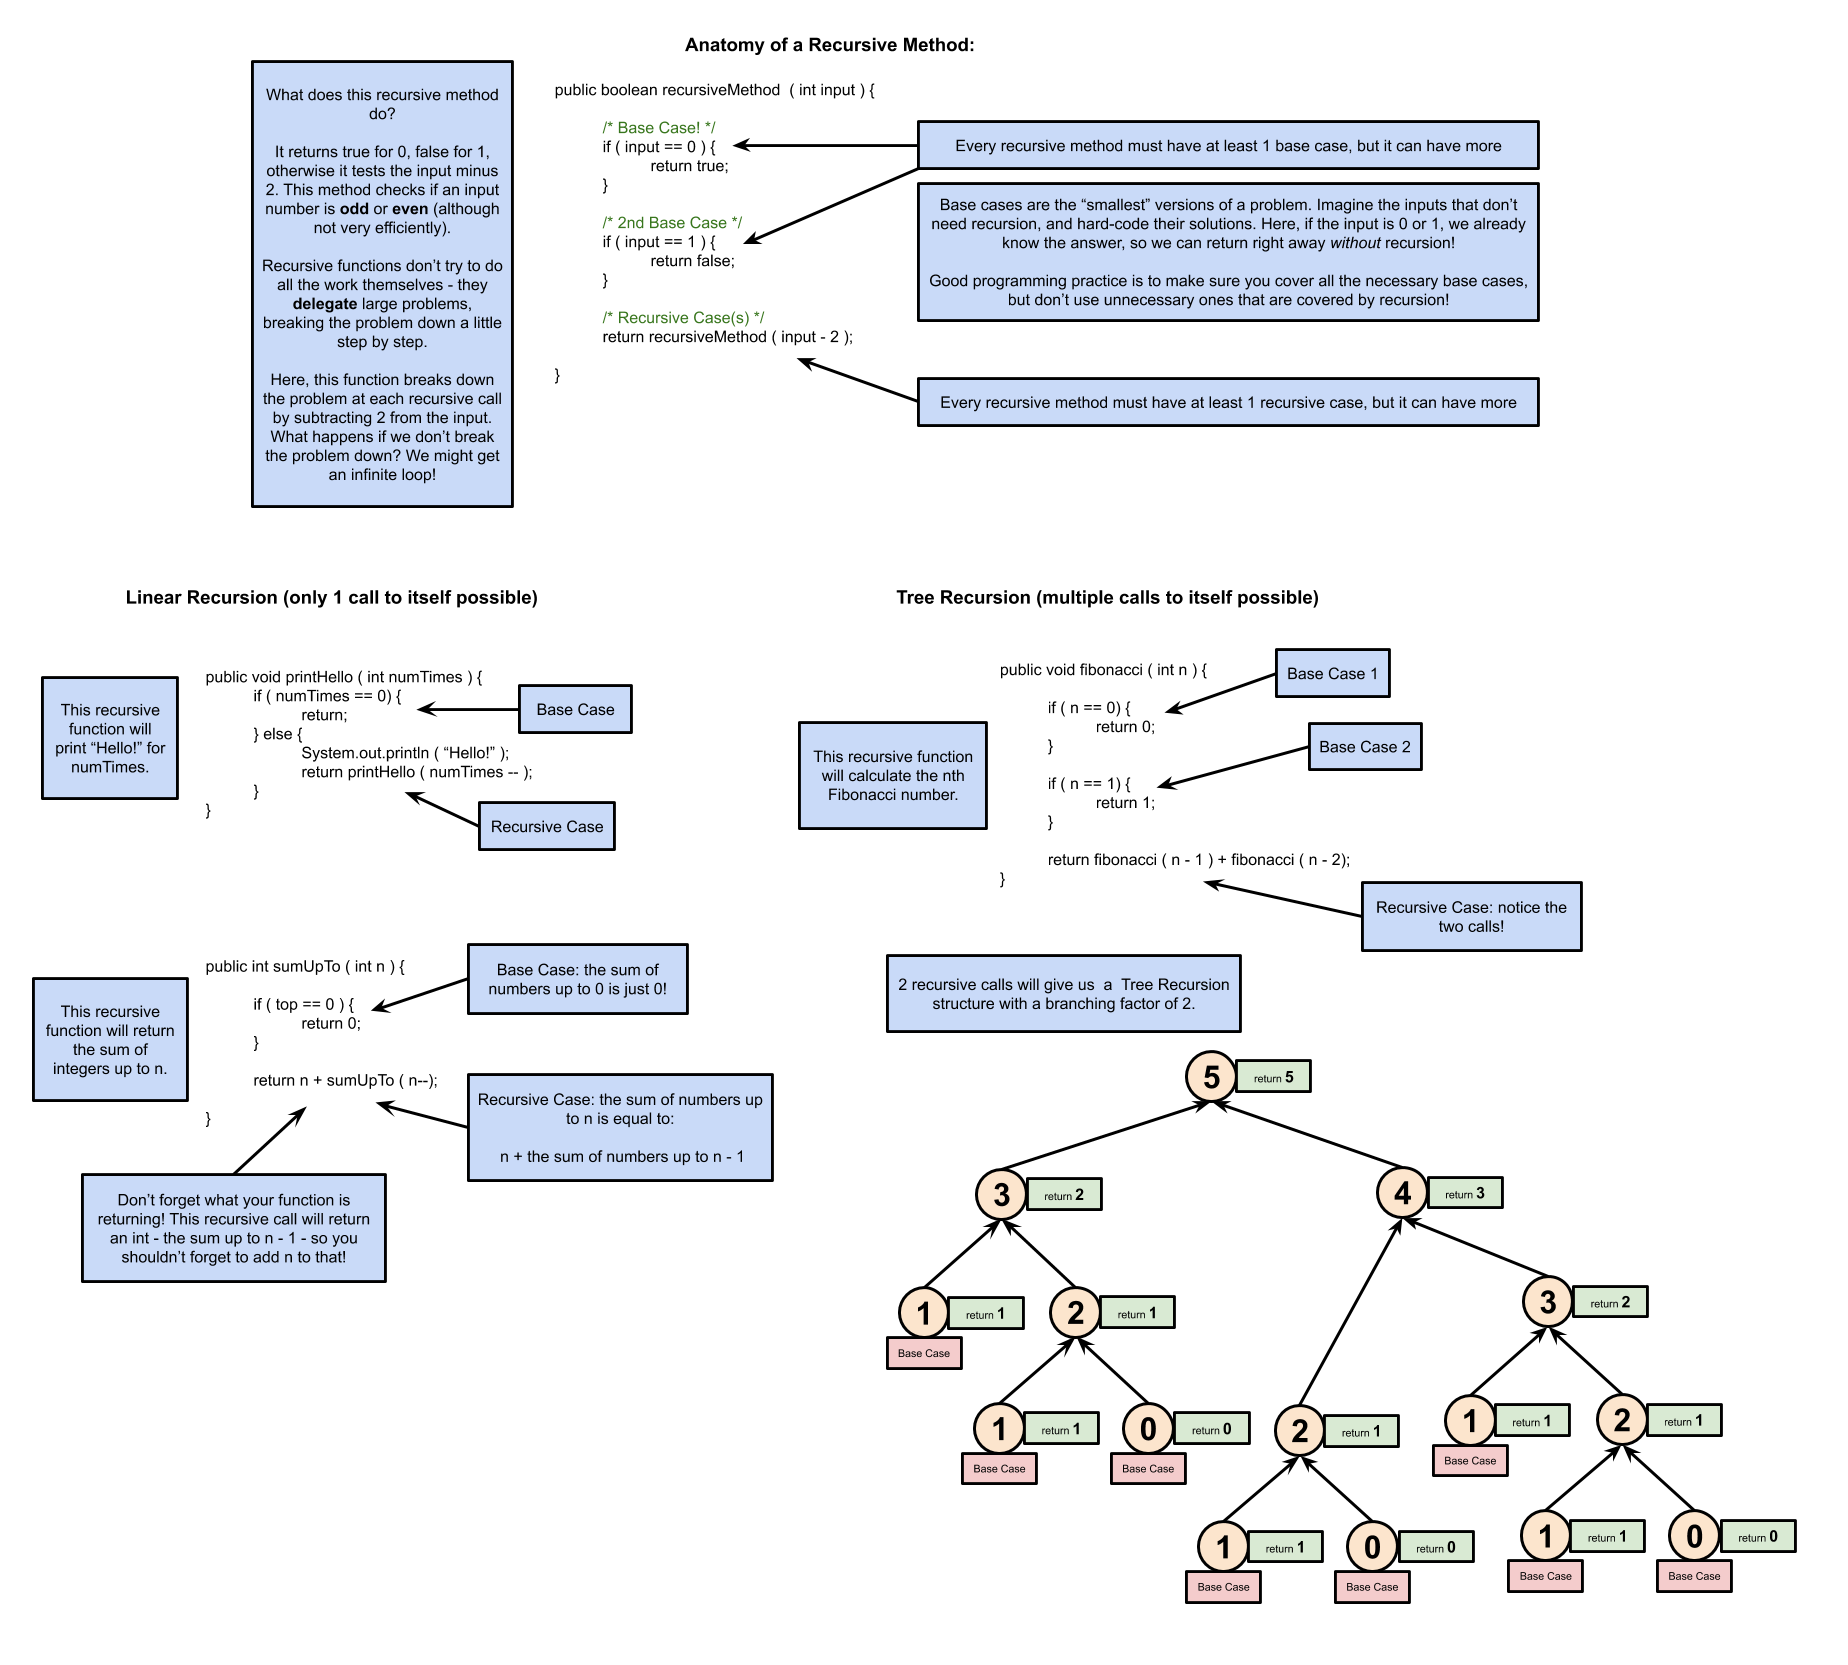 Anatomy of a Recursive Method:
What does this recursive method
do?
It returns true for 0, false for 1,
otherwise it tests the input minus
2. This method checks if an input
number is odd or even (although
not very efficiently).
Recursive functions don’t try to do
all the work themselves - they
delegate large problems,
breaking the problem down a little
step by step.
Here, this function breaks down
the problem at each recursive call
by subtracting 2 from the input.
What happens if we don’t break
the problem down? We might get
an infinite loop!
public boolean recursiveMethod ( int input ) {
/* Base Case! */
if ( input == 0 ) {
return true;
}
/* 2nd Base Case */
if ( input == 1 ) {
return false;
}
/* Recursive Case(s) */
return recursiveMethod ( input - 2 );
}
Every recursive method must have at least 1 base case, but it can have more
Base cases are the “smallest” versions of a problem. Imagine the inputs that don’t
need recursion, and hard-code their solutions. Here, if the input is 0 or 1, we already
know the answer, so we can return right away without recursion!
Good programming practice is to make sure you cover all the necessary base cases,
but don’t use unnecessary ones that are covered by recursion!
Every recursive method must have at least 1 recursive case, but it can have more
Linear Recursion (only 1 call to itself possible)
This recursive
function will
print “Hello!” for
numTimes.
public void printHello ( int numTimes ) {
if ( numTimes == 0) {
return;
} else {
System.out.println ( “Hello!” );
return printHello ( numTimes -- );
}
}
Base Case
Recursive Case
This recursive
function will return
the sum of
integers up to n.
public int sumUpTo ( int n ) {
if ( top == 0 ) {
return 0;
}
return n + sumUpTo ( n--);
}
Base Case: the sum of
numbers up to 0 is just 0!
Recursive Case: the sum of numbers up
to n is equal to:
n + the sum of numbers up to n - 1
Don’t forget what your function is
returning! This recursive call will return
an int - the sum up to n - 1 - so you
shouldn’t forget to add n to that!
Tree Recursion (multiple calls to itself possible)
This recursive function
will calculate the nth
Fibonacci number.
public void fibonacci ( int n ) {
if ( n == 0) {
return 0;
}
if ( n == 1) {
return 1;
}
return fibonacci ( n - 1 ) + fibonacci ( n - 2);
}
Base Case 1
Base Case 2
Recursive Case: notice the
two calls!
2 recursive calls will give us a Tree Recursion
structure with a branching factor of 2.
5 return 5
3 return 2
4 return 3
1 return 1
Base Case
2 return 1
3 return 2
1 return 1
Base Case
0 return 0
Base Case
2 return 1
1 return 1
Base Case
2 return 1
1 return 1
Base Case
0 return 0
Base Case
1 return 1
Base Case
0 return 0
Base Case